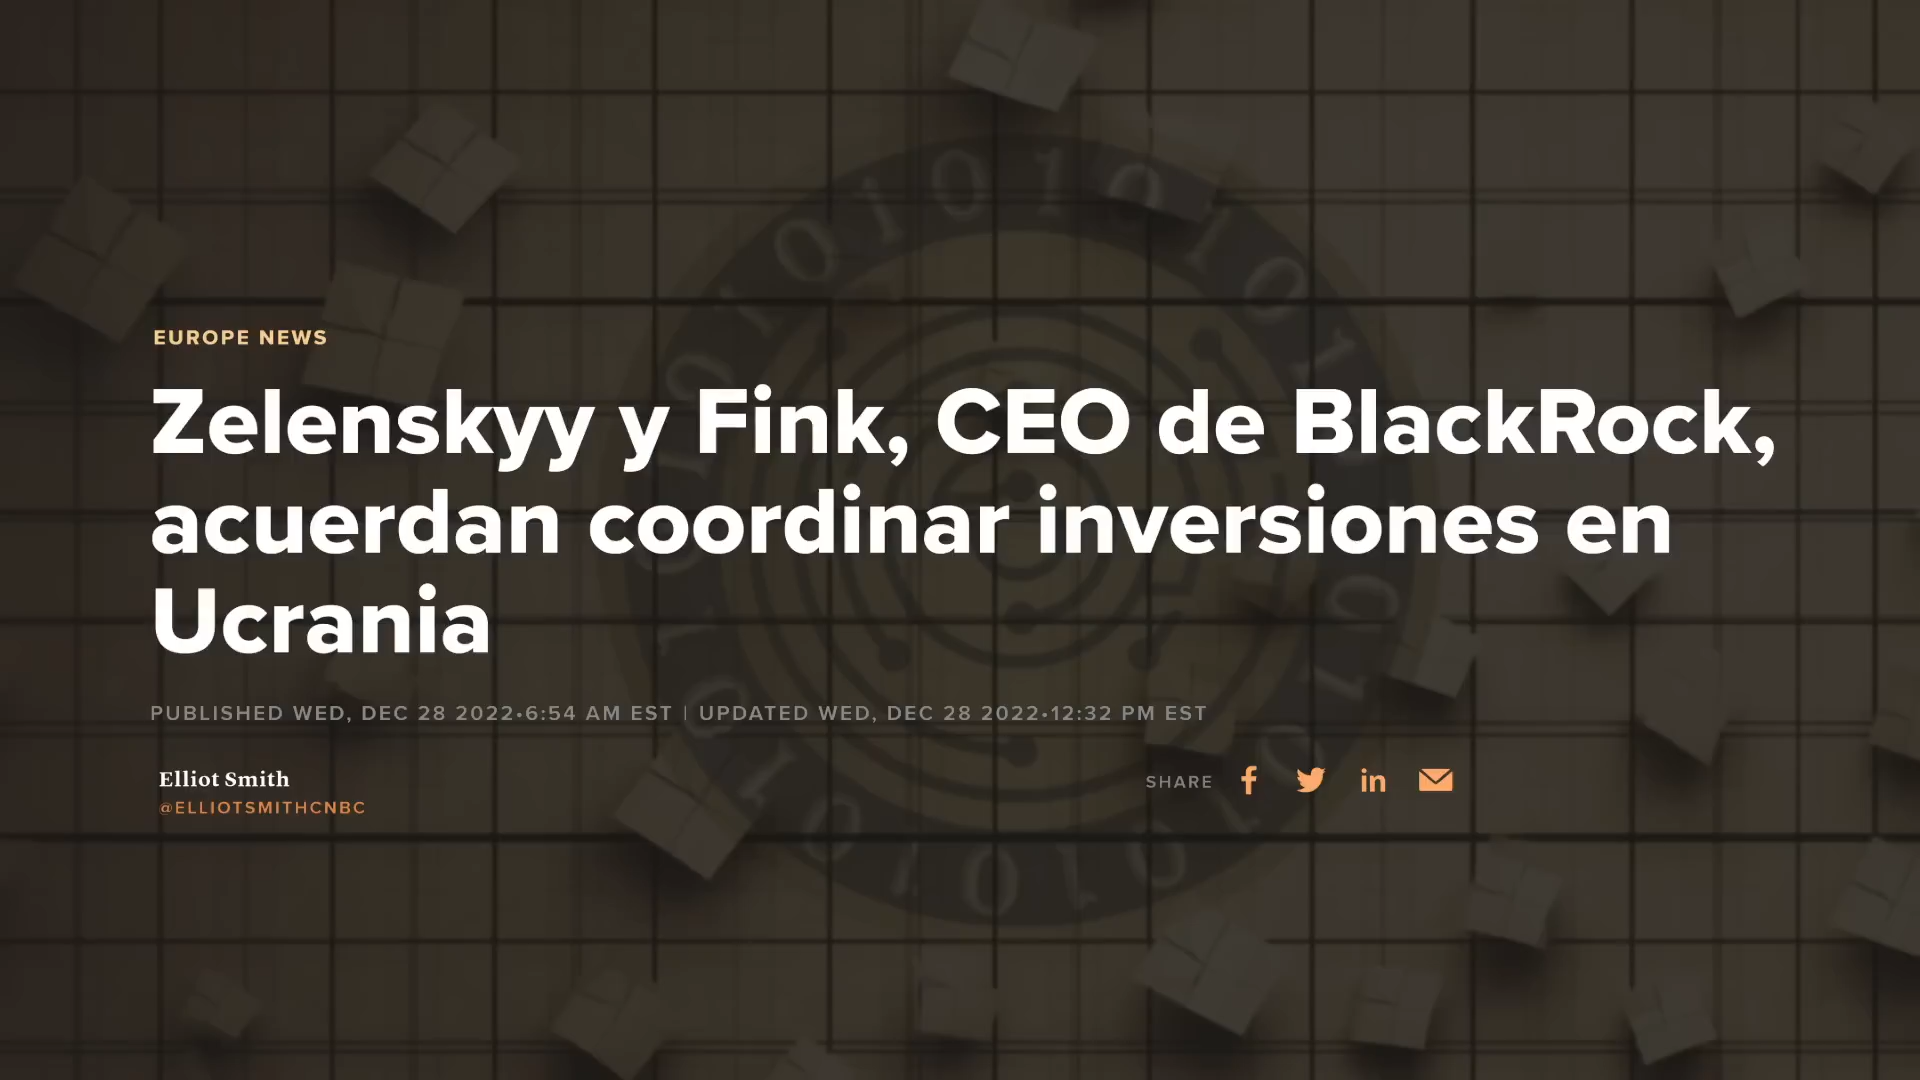 EUROPE NEWS
Zelenskyy y Fink, CEO de BlackRock,
acuerdan coordinar inversiones en
Ucrania
PUBLISHED WED, DEC 28 2022•6:54 AM EST | UPDATED WED, DEC 28 2022•12:32 PM EST
Elliot Smith
@ELLIOTSMITHCNBC
SHARE